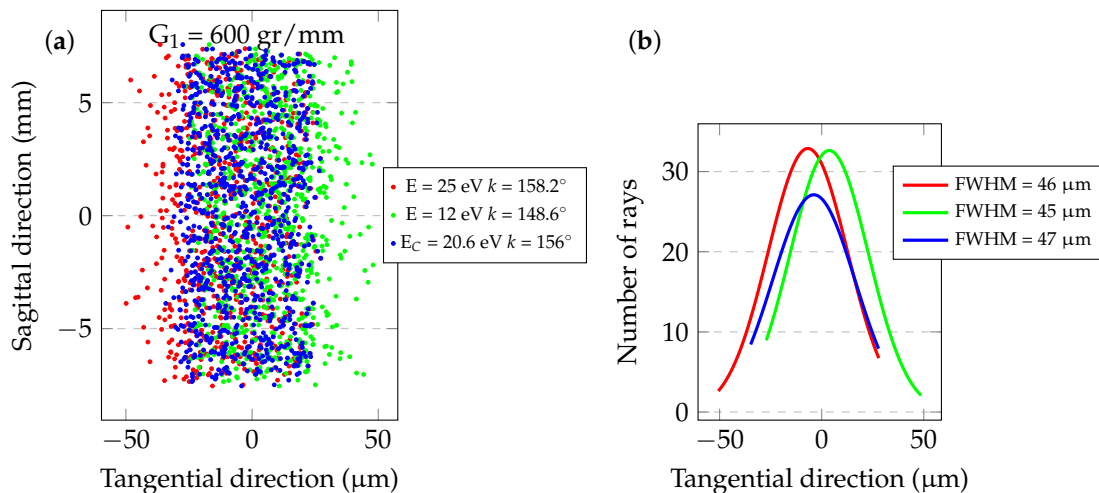 (a)
G₁ = 600 gr/mm
Sagittal direction (mm)
5
0
−5
−50
0
50
Tangential direction (μm)
E = 25 eV k = 158.2°
E = 12 eV k = 148.6°
E_C = 20.6 eV k = 156°
(b)
Number of rays
30
20
10
0
−50
0
50
Tangential direction (μm)
FWHM = 46 μm
FWHM = 45 μm
FWHM = 47 μm